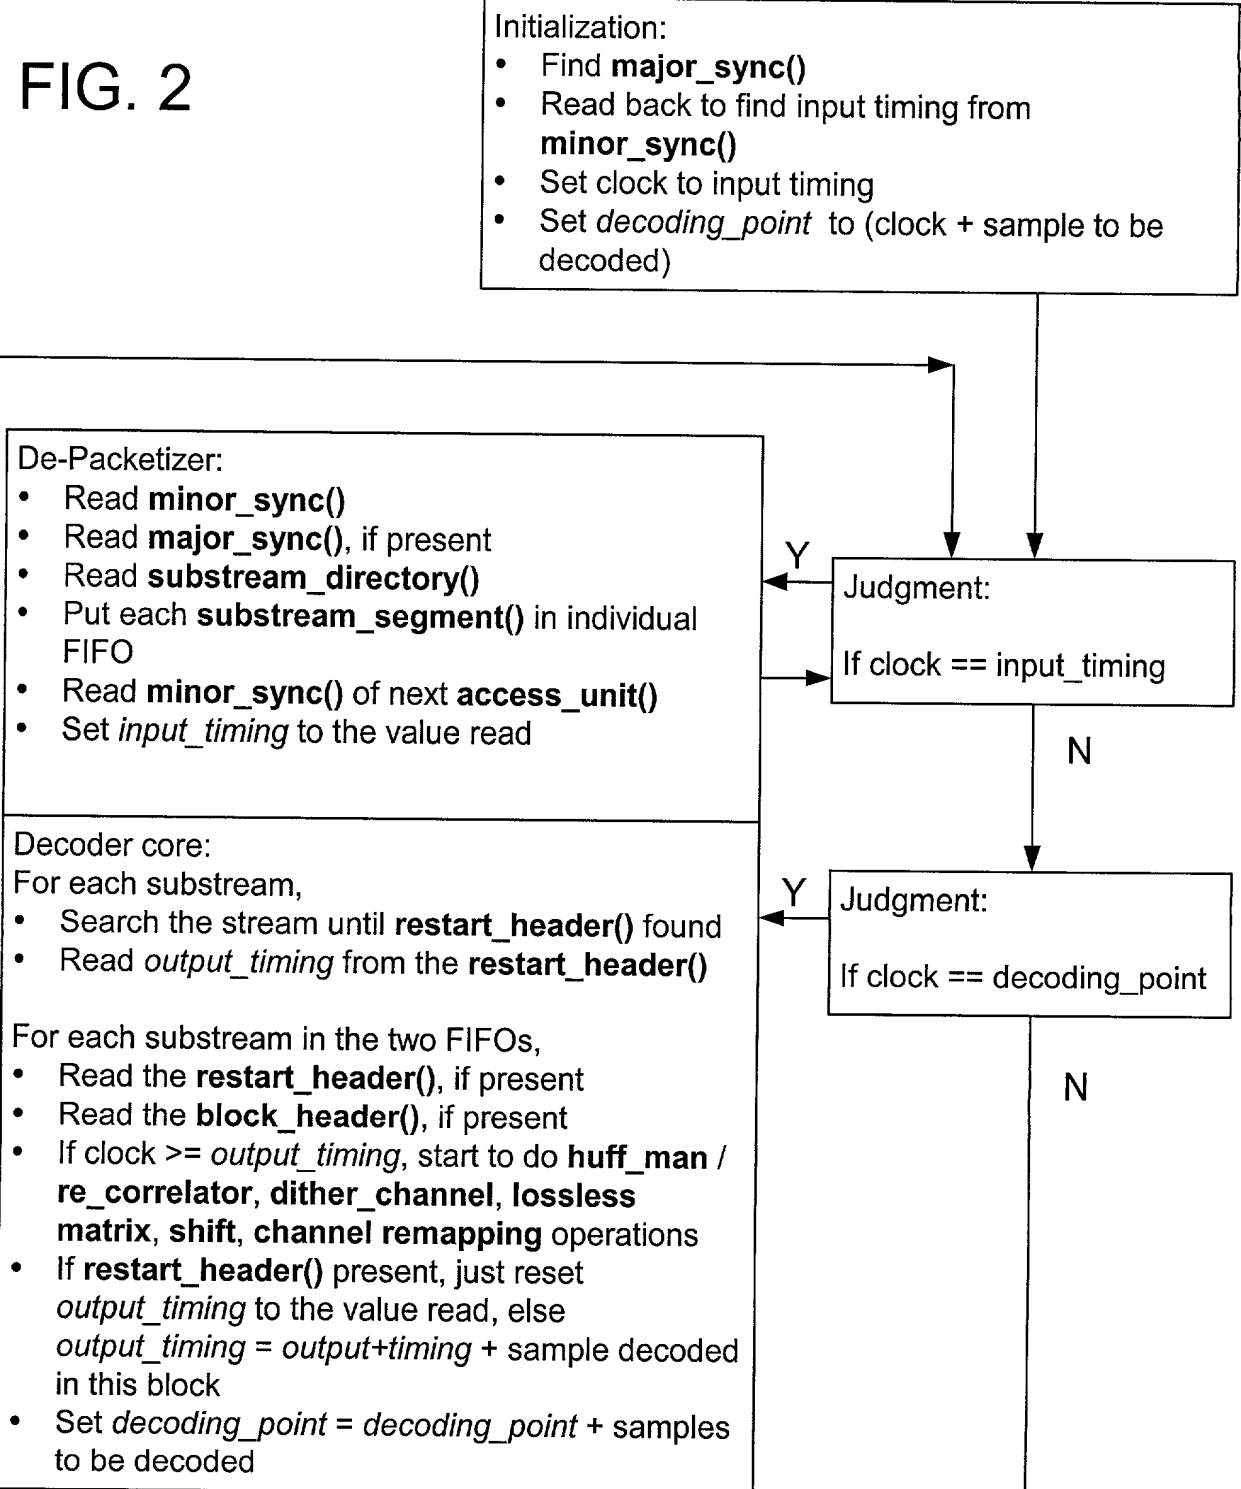 FIG. 2
Initialization:
• Find major_sync()
• Read back to find input timing from
minor_sync()
• Set clock to input timing
• Set decoding_point to (clock + sample to be
decoded)
De-Packetizer:
• Read minor_sync()
• Read major_sync(), if present
• Read substream_directory()
• Put each substream_segment() in individual
FIFO
• Read minor_sync() of next access_unit()
• Set input_timing to the value read
Y
Judgment:
If clock == input_timing
N
Decoder core:
For each substream,
• Search the stream until restart_header() found
• Read output_timing from the restart_header()
For each substream in the two FIFOs,
• Read the restart_header(), if present
• Read the block_header(), if present
• If clock >= output_timing, start to do huff_man /
re_correlator, dither_channel, lossless
matrix, shift, channel remapping operations
• If restart_header() present, just reset
output_timing to the value read, else
output_timing = output+timing + sample decoded
in this block
• Set decoding_point = decoding_point + samples
to be decoded
Y
Judgment:
If clock == decoding_point
N